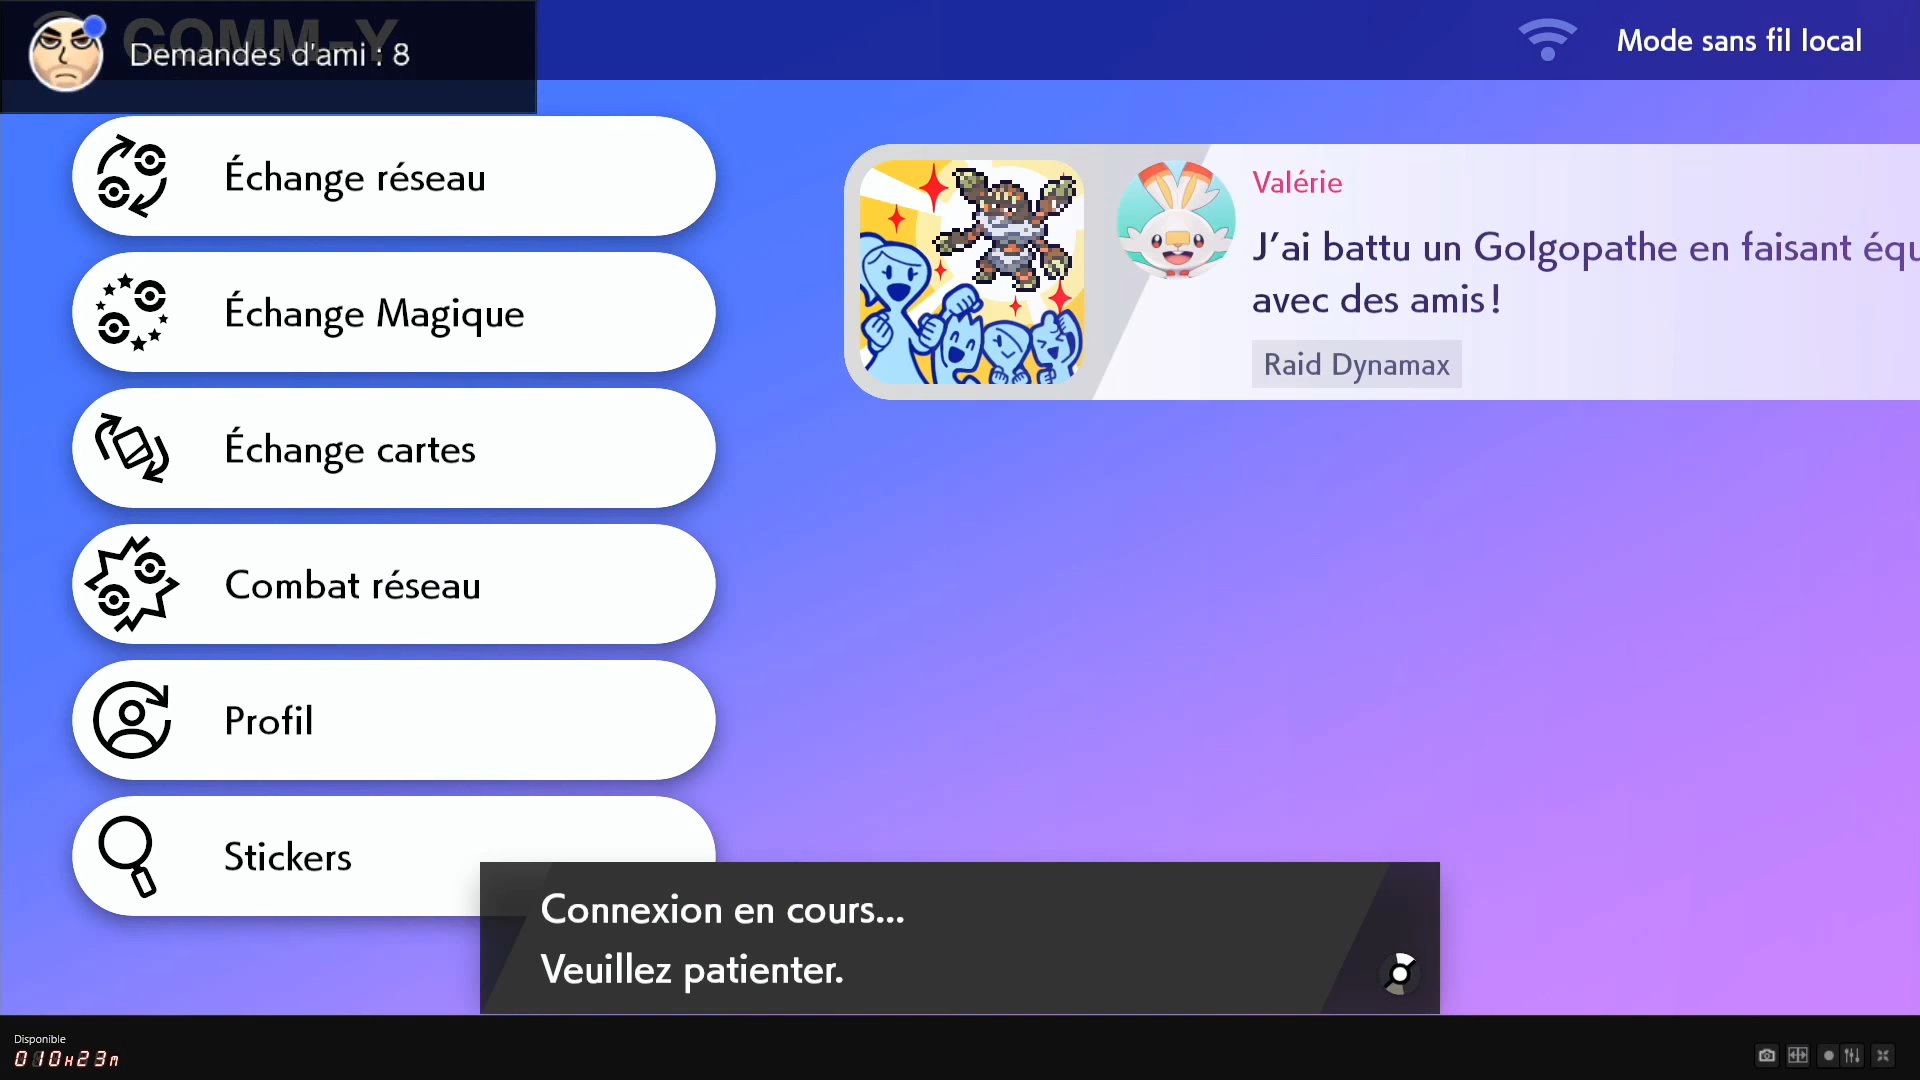 COMM-Y
Demandes d'ami : 8
Mode sans fil local
Échange réseau
Échange Magique
Échange cartes
Combat réseau
Profil
Stickers
Valérie
J'ai battu un Golgopathe en faisant équ
avec des amis !
Raid Dynamax
Connexion en cours...
Veuillez patienter.
Disponible
010H23m